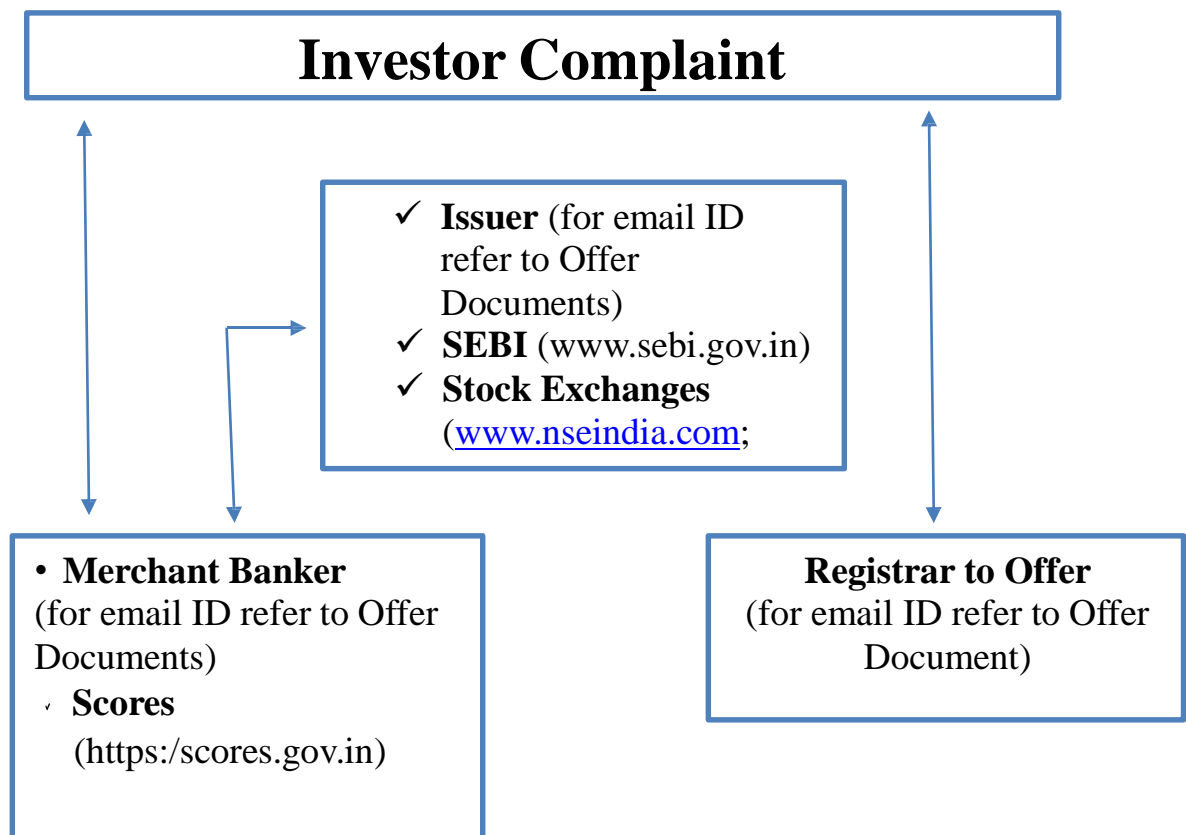 Investor Complaint
✓ Issuer (for email ID
refer to Offer
Documents)
✓ SEBI (www.sebi.gov.in)
✓ Stock Exchanges
(www.nseindia.com;
• Merchant Banker
(for email ID refer to Offer
Documents)
✓ Scores
(https:/scores.gov.in)
Registrar to Offer
(for email ID refer to Offer
Document)